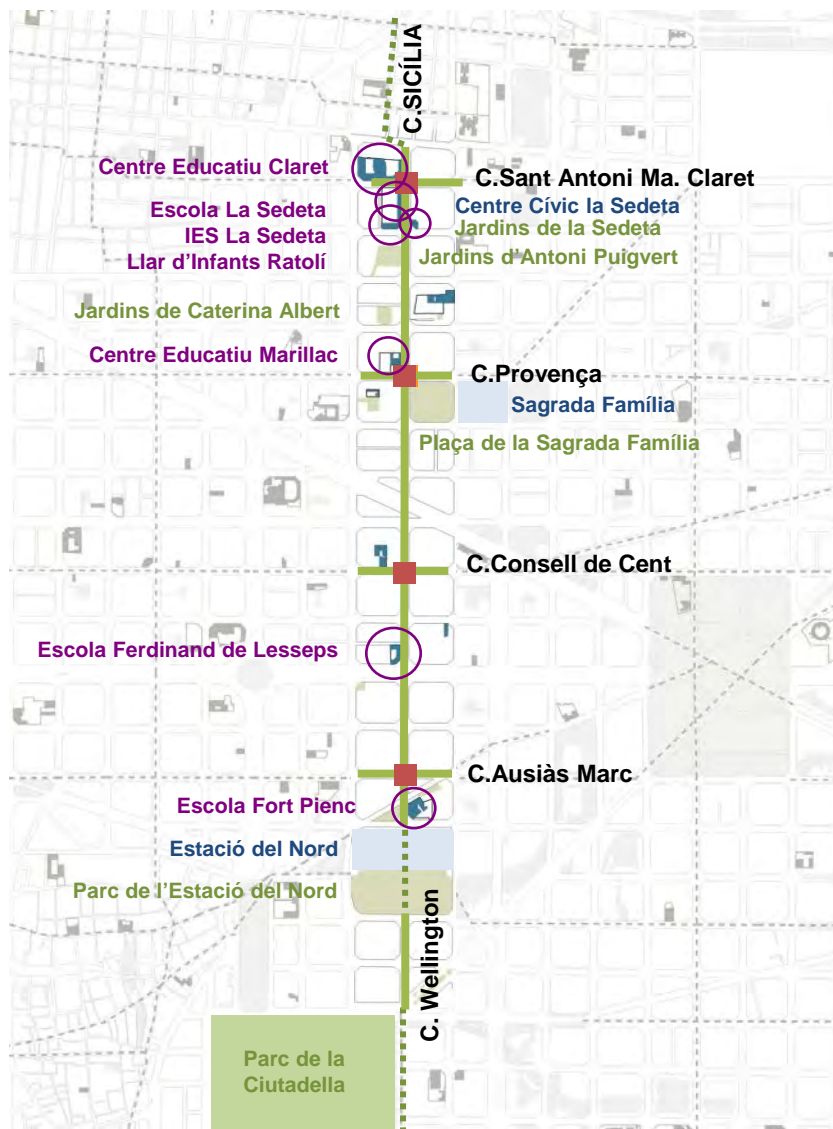 C.SICÍLIA
Centre Educatiu Claret
C.Sant Antoni Ma. Claret
Escola La Sedeta
Centre Cívic la Sedeta
IES La Sedeta
Jardins de la Sedeta
Llar d'Infants Ratolí
Jardins d'Antoni Puigvert
Jardins de Caterina Albert
Centre Educatiu Marillac
C.Provença
Sagrada Família
Plaça de la Sagrada Família
C.Consell de Cent
Escola Ferdinand de Lesseps
C.Ausiàs Marc
Escola Fort Pienc
Estació del Nord
Parc de l'Estació del Nord
C. Wellington
Parc de la
Ciutadella